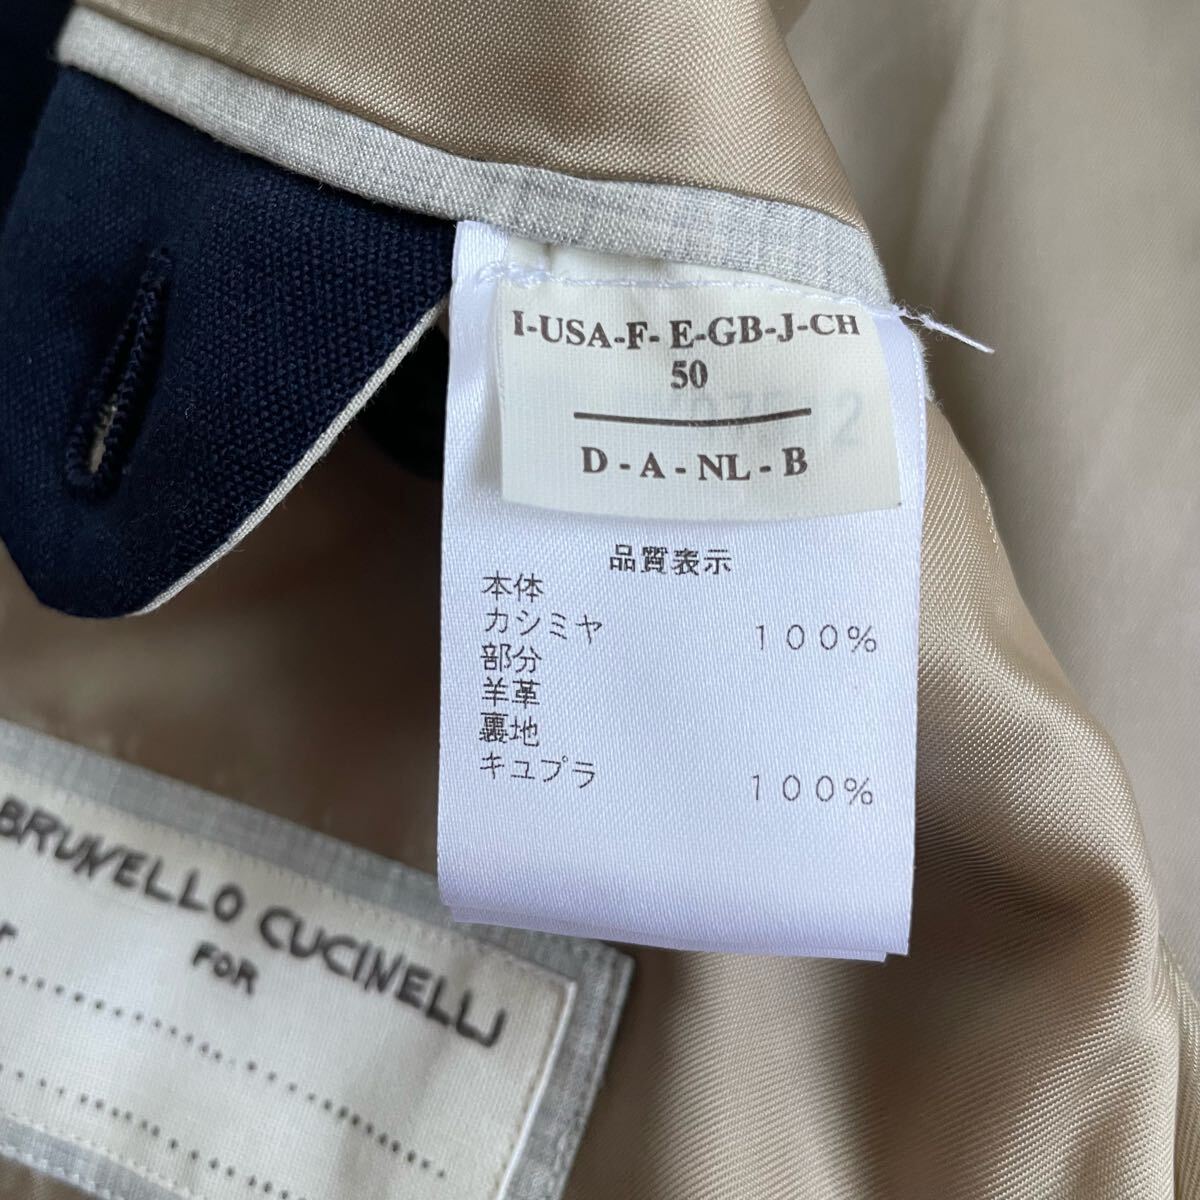 I-USA-F- E-GB-J-CH
50
D - A - NL - B
品質表示
本体
カシミヤ 100%
部分
羊革
裏地
キュプラ 100%
BRUNELLO CUCINELLI
FOR